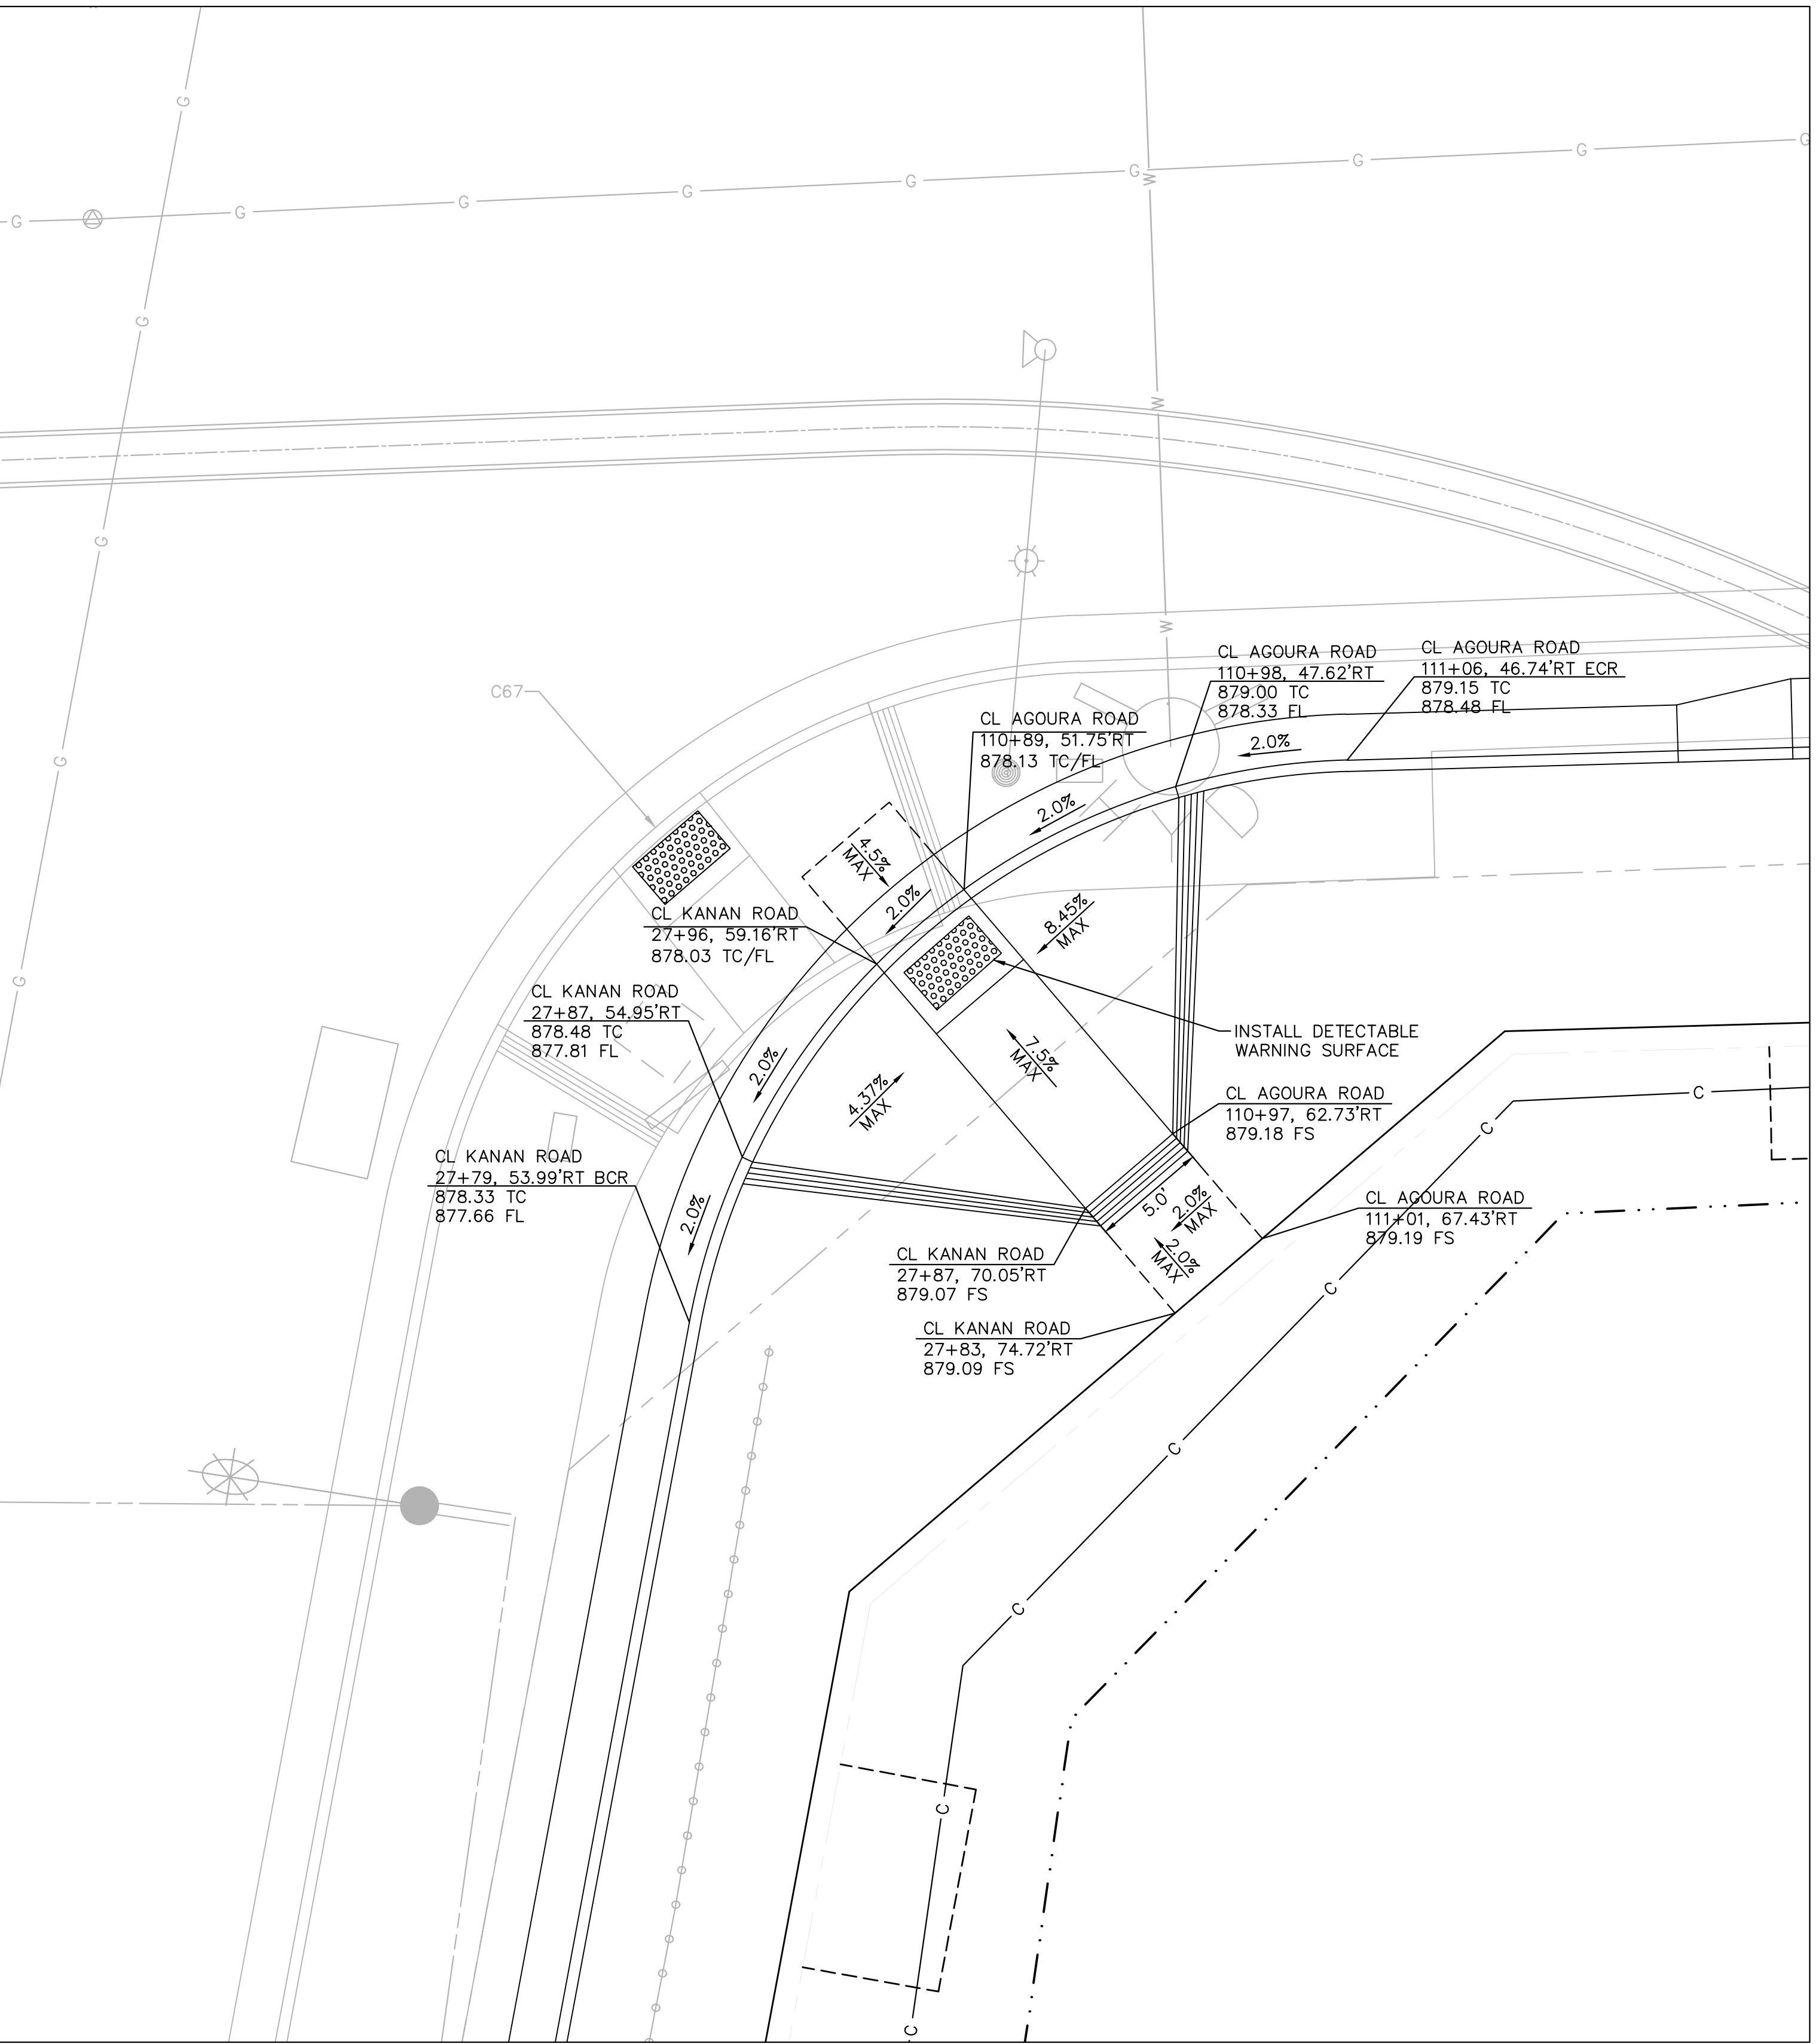 G
G
G
G
G
G
G
G
G
G
W
G
G
G
W
G
W
CL AGOURA ROAD
110+98, 47.62'RT
879.00 TC
878.33 FL
CL AGOURA ROAD
111+06, 46.74'RT ECR
879.15 TC
878.48 FL
C67
CL AGOURA ROAD
110+89, 51.75'RT
878.13 TC/FL
2.0%
G
2.0%
4.5%
MAX
2.0%
8.45%
MAX
CL KANAN ROAD
27+96, 59.16'RT
878.03 TC/FL
G
CL KANAN ROAD
27+87, 54.95'RT
878.48 TC
877.81 FL
INSTALL DETECTABLE
WARNING SURFACE
2.0%
7.5%
MAX
4.37%
MAX
CL AGOURA ROAD
110+97, 62.73'RT
879.18 FS
C
C
CL KANAN ROAD
27+79, 53.99'RT BCR
878.33 TC
877.66 FL
2.0%
5.0'
2.0%
MAX
2.0%
MAX
CL AGOURA ROAD
111+01, 67.43'RT
879.19 FS
CL KANAN ROAD
27+87, 70.05'RT
879.07 FS
C
CL KANAN ROAD
27+83, 74.72'RT
879.09 FS
C
C
C
C